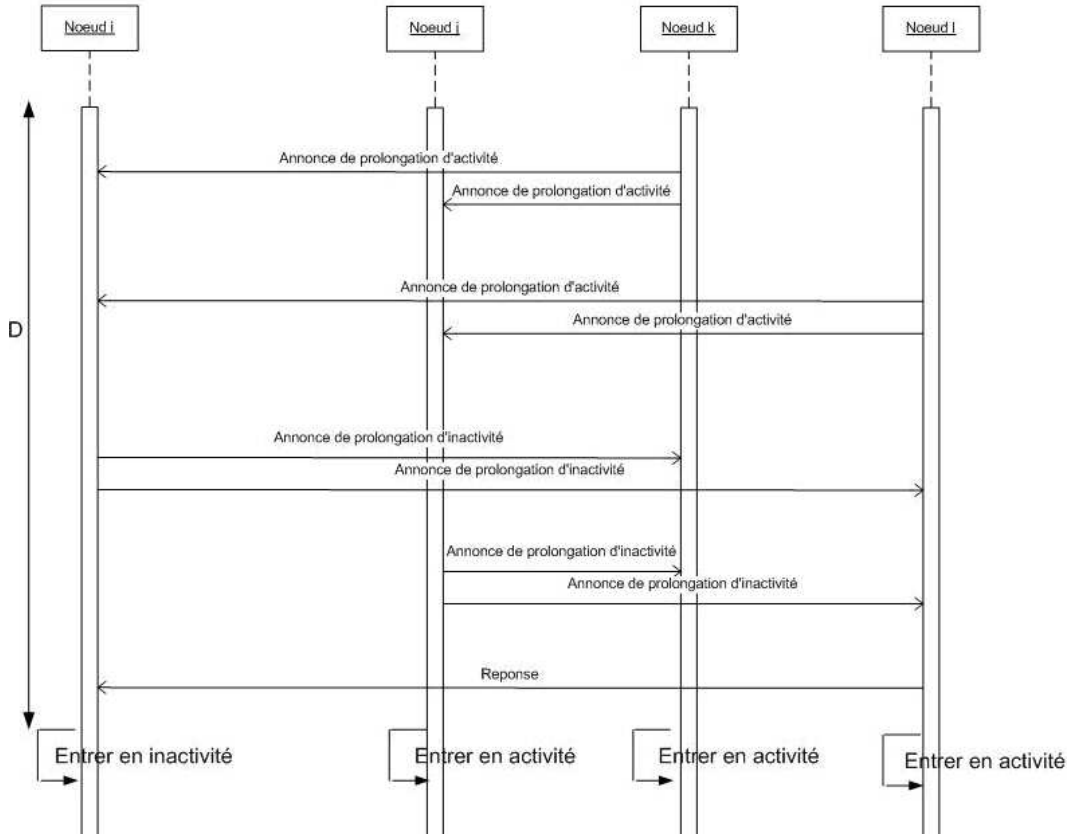 Noeud i
Noeud j
Noeud k
Noeud l
Annonce de prolongation d'activité
Annonce de prolongation d'activité
Annonce de prolongation d'activité
Annonce de prolongation d'activité
D
Annonce de prolongation d'inactivité
Annonce de prolongation d'inactivité
Annonce de prolongation d'inactivité
Annonce de prolongation d'inactivité
Reponse
Entrer en inactivité
Entrer en activité
Entrer en activité
Entrer en activité